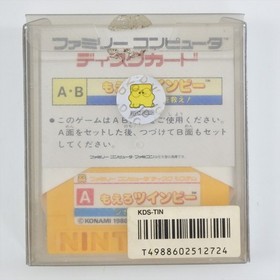 ファミリー コンピュータ
ディスクカード
A・B
もえろツインビー
●このゲームはA
ご使用ください。
A面をセットした後、つづけてB面もセット
してください。
A
もえろツインビー
©KONAMI 198
NINT
KDS-TIN
T4988602512724